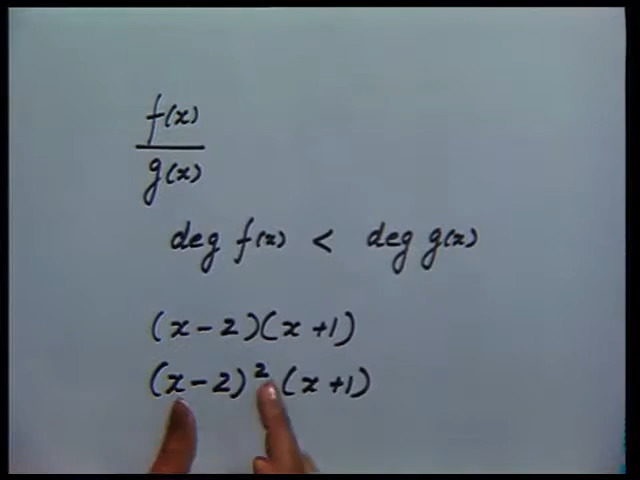 f(x)
g(x)
deg f(x) < deg g(x)
(x-2)(x+1)
(x-2)²(x+1)